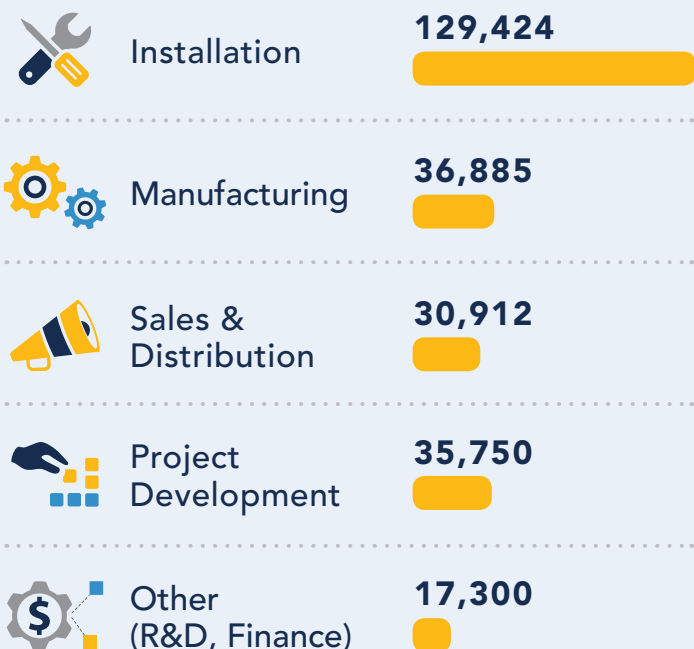 129,424
Installation
36,885
Manufacturing
30,912
Sales &
Distribution
35,750
Project
Development
$
17,300
Other
(R&D, Finance)